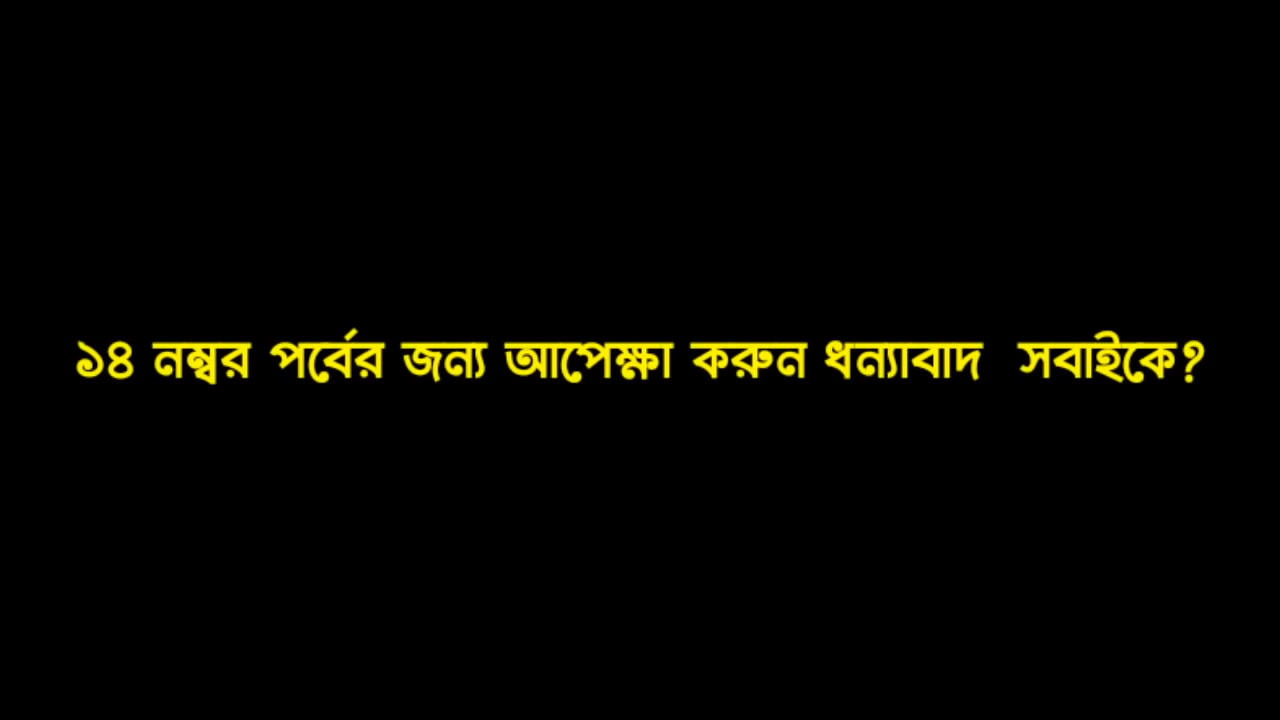 ১৪ নম্বর পর্বের জন্য আপেক্ষা করুন ধন্যাবাদ  সবাইকে?